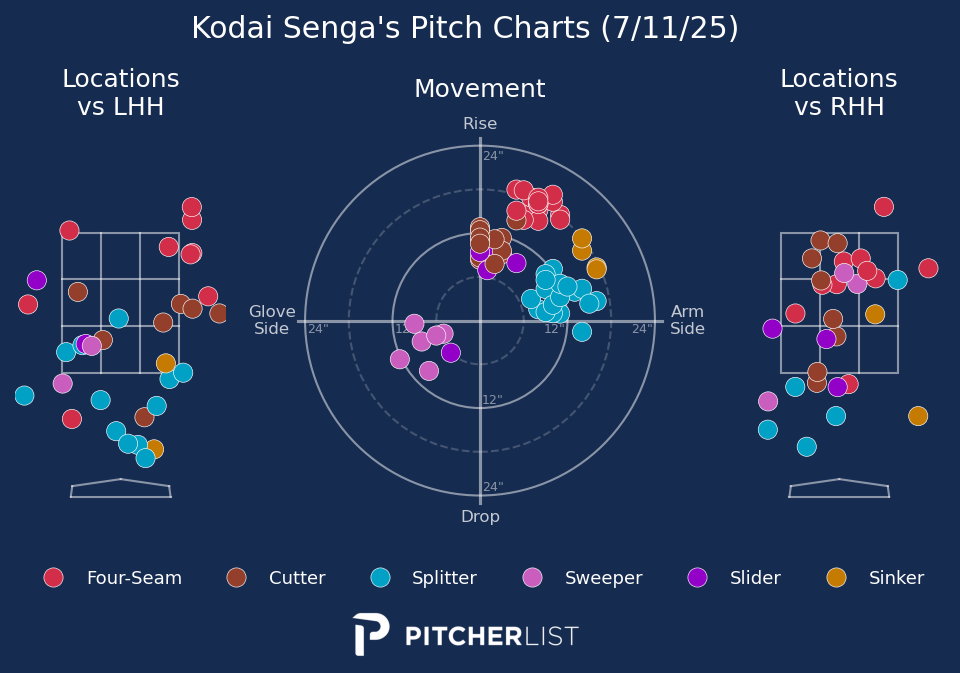 Kodai Senga's Pitch Charts (7/11/25)
Locations
vs LHH
Movement
Locations
vs RHH
Rise
24"
Glove
Side
24"
12"
12"
24"
Arm
Side
12"
24"
Drop
Four-Seam
Cutter
Splitter
Sweeper
Slider
Sinker
PITCHERLIST